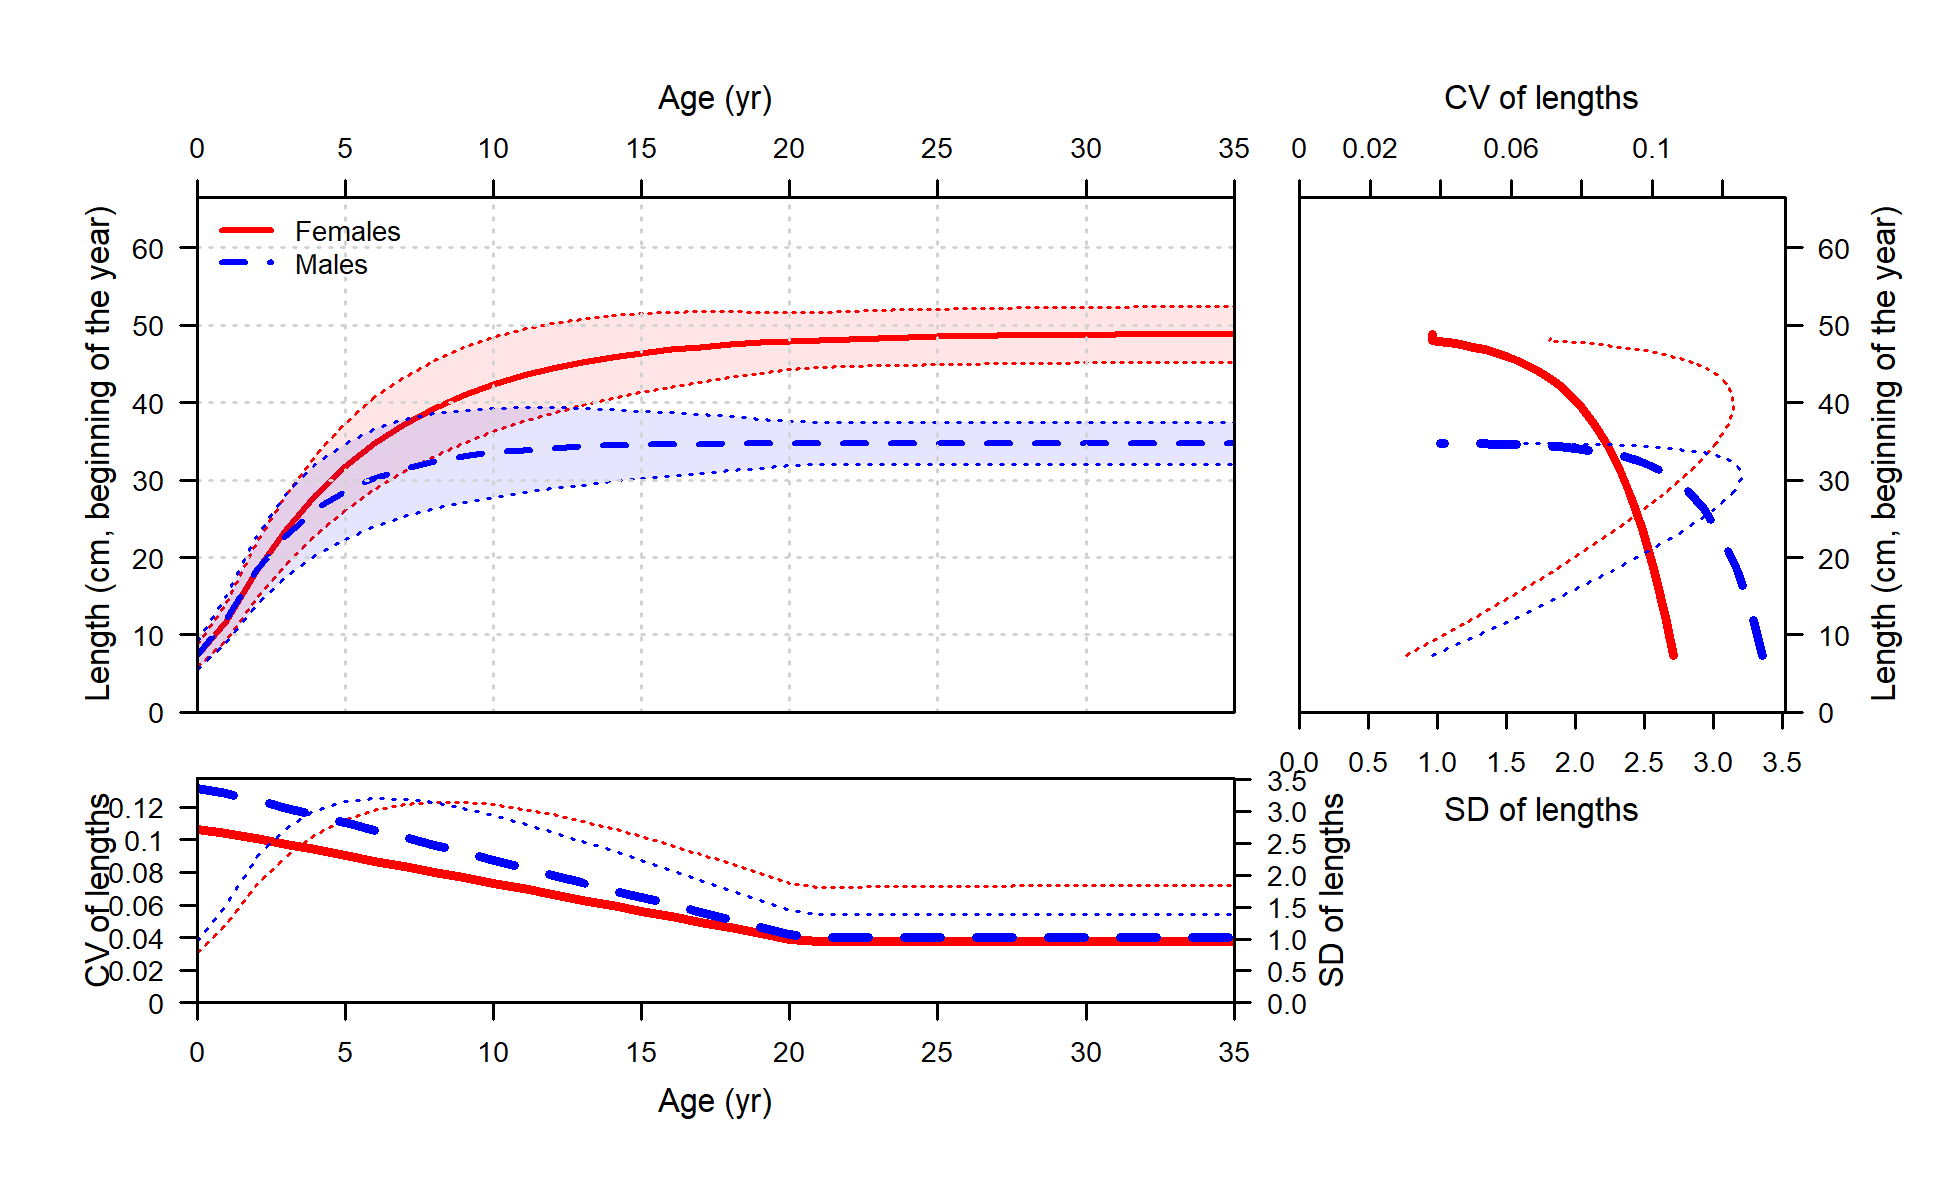 Age (yr)
CV of lengths
0 5 10 15 20 25 30 35
0 0.02 0.06 0.1
Length (cm, beginning of the year)
60
50
40
30
20
10
0
Females
Males
60
50
40
30
20
10
0
Length (cm, beginning of the year)
0.0 0.5 1.0 1.5 2.0 2.5 3.0 3.5
SD of lengths
CV of lengths
0.12
0.1
0.08
0.06
0.04
0.02
0
3.5
3.0
2.5
2.0
1.5
1.0
0.5
0.0
SD of lengths
0 5 10 15 20 25 30 35
Age (yr)